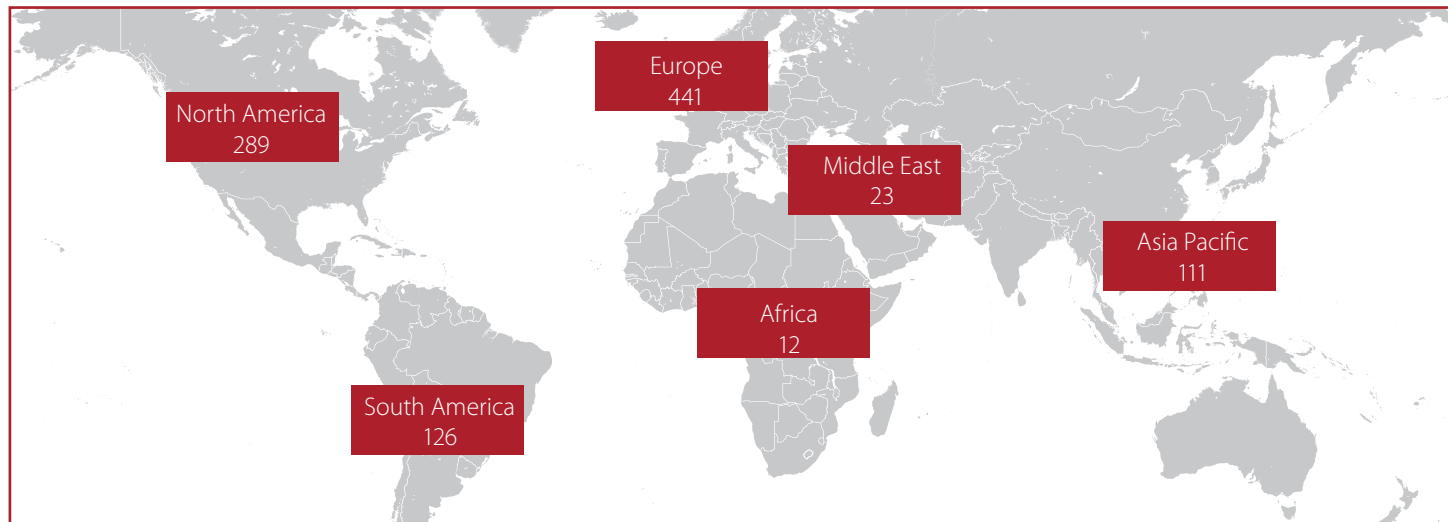 Europe
441
North America
289
Middle East
23
Asia Pacific
111
Africa
12
South America
126